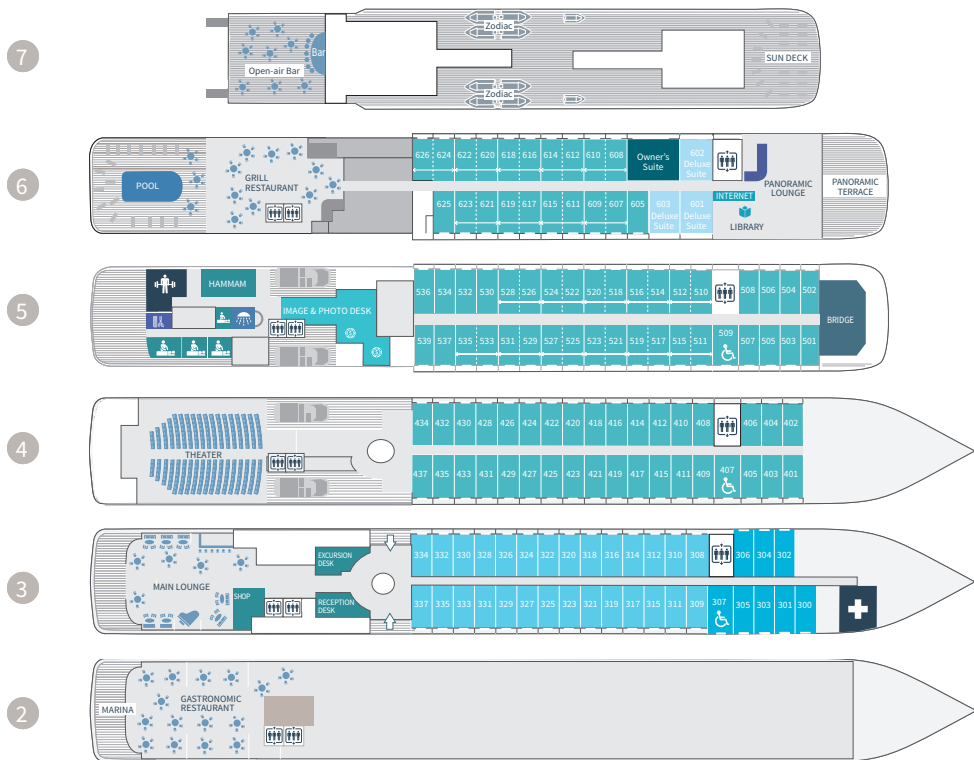 7
Zodiac
Bar
Open-air Bar
SUN DECK
Zodiac
6
626 624 622 620 618 616 614 612 610 608
Owner's
Suite
602
Deluxe
Suite
POOL
GRILL
RESTAURANT
PANORAMIC
LOUNGE
PANORAMIC
TERRACE
INTERNET
LIBRARY
625 623 621 619 617 615 611 609 607 605
603
Deluxe
Suite
601
Deluxe
Suite
5
HAMMAM
IMAGE & PHOTO DESK
536 534 532 530 528 526 524 522 520 518 516 514 512 510
508 506 504 502
BRIDGE
539 537 535 533 531 529 527 525 523 521 519 517 515 511
509
507 505 503 501
4
THEATER
434 432 430 428 426 424 422 420 418 416 414 412 410 408
406 404 402
437 435 433 431 429 427 425 423 421 419 417 415 411 409
407
405 403 401
3
EXCURSION
DESK
MAIN LOUNGE
SHOP
RECEPTION
DESK
334 332 330 328 326 324 322 320 318 316 314 312 310 308
306 304 302
337 335 333 331 329 327 325 323 321 319 317 315 311 309
307
305 303 301 300
2
MARINA
GASTRONOMIC
RESTAURANT